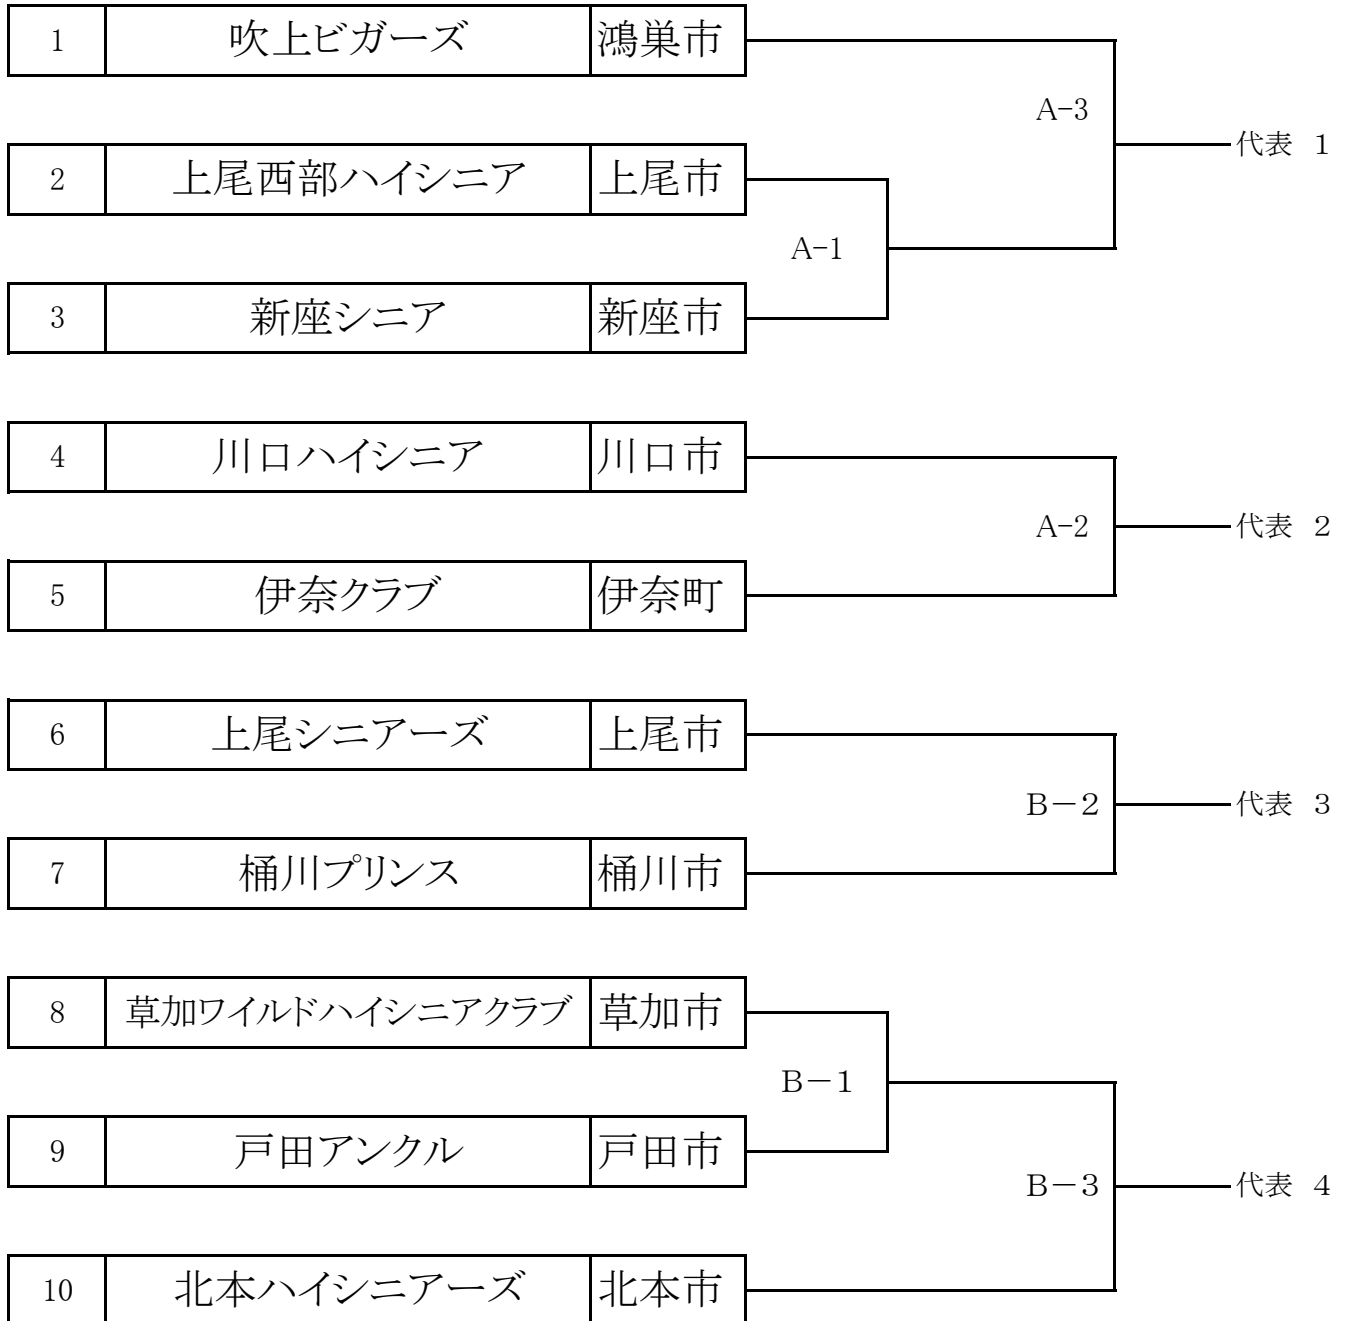 1 吹上ビガーズ 鴻巣市
A-3
代表 1
2 上尾西部ハイシニア 上尾市
A-1
3 新座シニア 新座市
4 川口ハイシニア 川口市
A-2
代表 2
5 伊奈クラブ 伊奈町
6 上尾シニアーズ 上尾市
B－2
代表 3
7 桶川プリンス 桶川市
8 草加ワイルドハイシニアクラブ 草加市
B－1
9 戸田アンクル 戸田市
B－3
代表 4
10 北本ハイシニアーズ 北本市